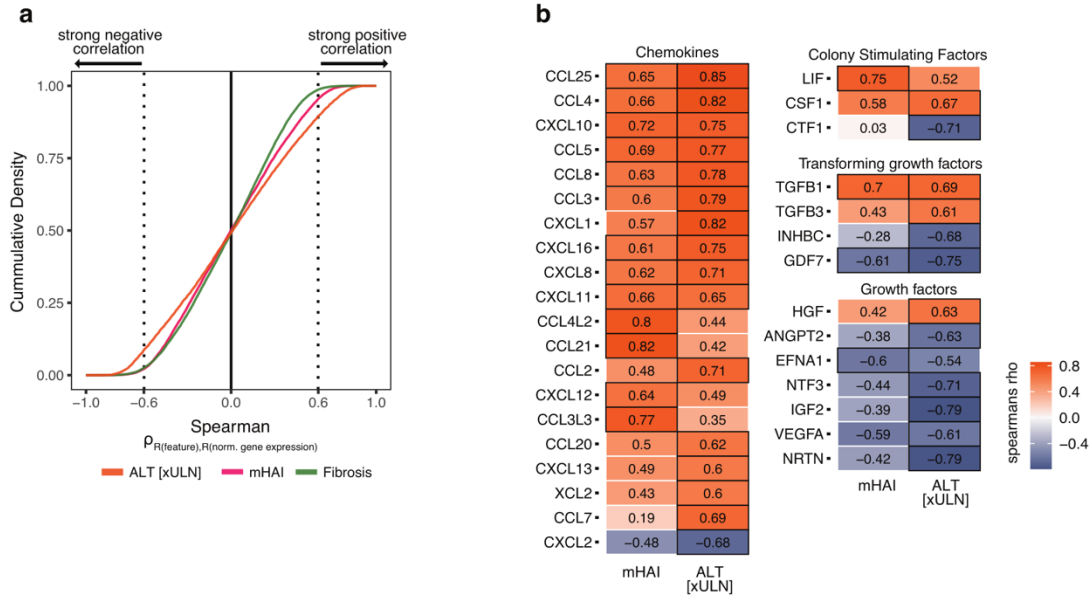 a
strong negative
correlation
strong positive
correlation
1.00
0.75
0.50
0.25
0.00
Cummulative Density
−1.0 −0.6 0.0 0.6 1.0
Spearman
ρR(feature),R(norm. gene expression)
ALT [xULN] mHAI Fibrosis
b
Chemokines
CCL25 0.65 0.85
CCL4 0.66 0.82
CXCL10 0.72 0.75
CCL5 0.69 0.77
CCL8 0.63 0.78
CCL3 0.6 0.79
CXCL1 0.57 0.82
CXCL16 0.61 0.75
CXCL8 0.62 0.71
CXCL11 0.66 0.65
CCL4L2 0.8 0.44
CCL21 0.82 0.42
CCL2 0.48 0.71
CXCL12 0.64 0.49
CCL3L3 0.77 0.35
CCL20 0.5 0.62
CXCL13 0.49 0.6
XCL2 0.43 0.6
CCL7 0.19 0.69
CXCL2 −0.48 −0.68
mHAI ALT
[xULN]
Colony Stimulating Factors
LIF 0.75 0.52
CSF1 0.58 0.67
CTF1 0.03 −0.71
Transforming growth factors
TGFB1 0.7 0.69
TGFB3 0.43 0.61
INHBC −0.28 −0.68
GDF7 −0.61 −0.75
Growth factors
HGF 0.42 0.63
ANGPT2 −0.38 −0.63
EFNA1 −0.6 −0.54
NTF3 −0.44 −0.71
IGF2 −0.39 −0.79
VEGFA −0.59 −0.61
NRTN −0.42 −0.79
mHAI ALT
[xULN]
spearmans rho
0.8
0.4
0.0
−0.4